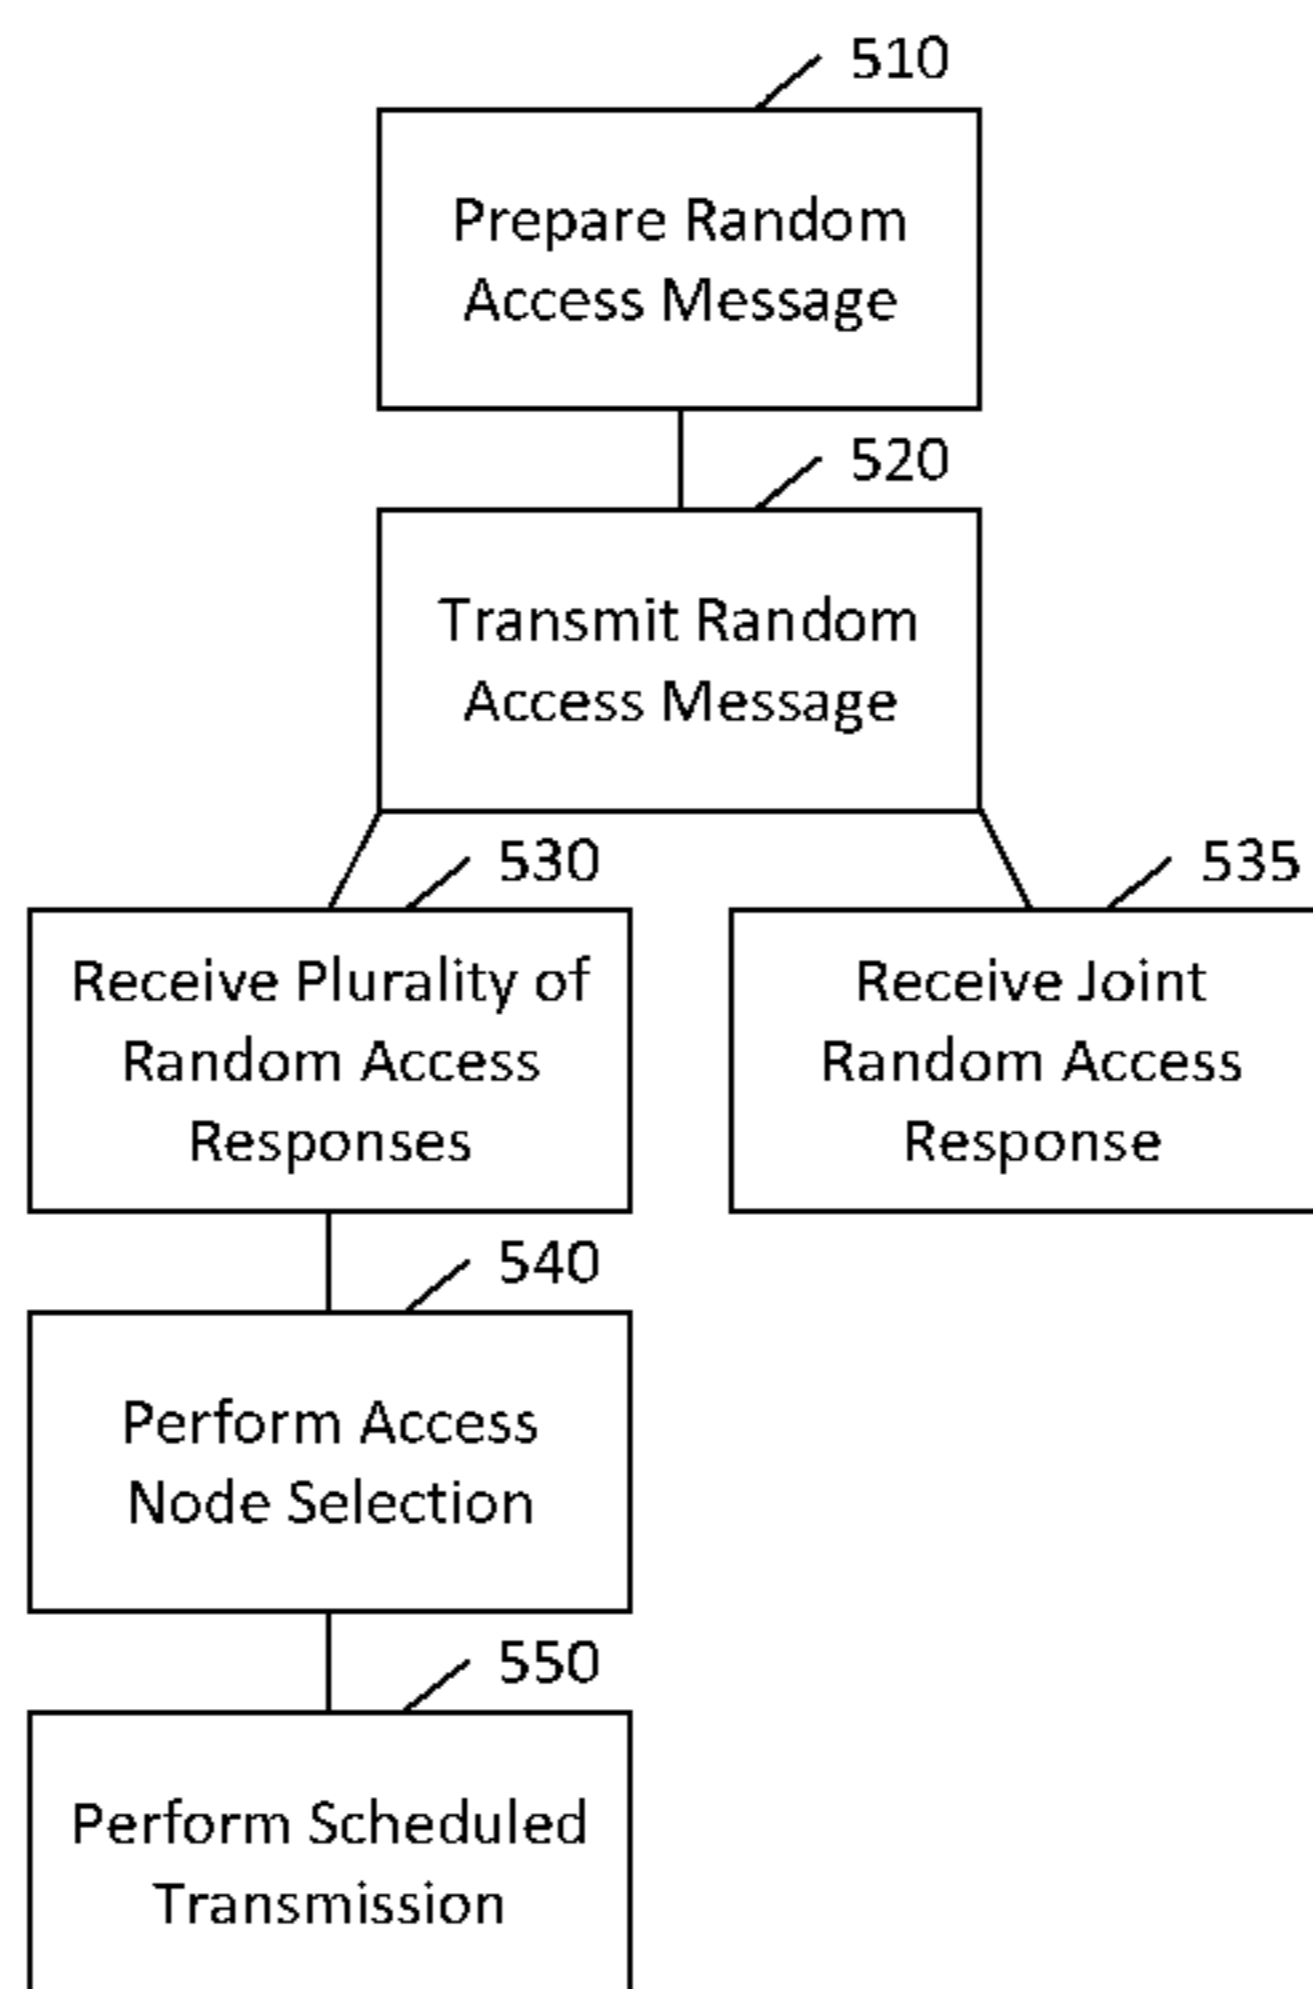 510
Prepare Random
Access Message
520
Transmit Random
Access Message
530
Receive Plurality of
Random Access
Responses
535
Receive Joint
Random Access
Response
540
Perform Access
Node Selection
550
Perform Scheduled
Transmission